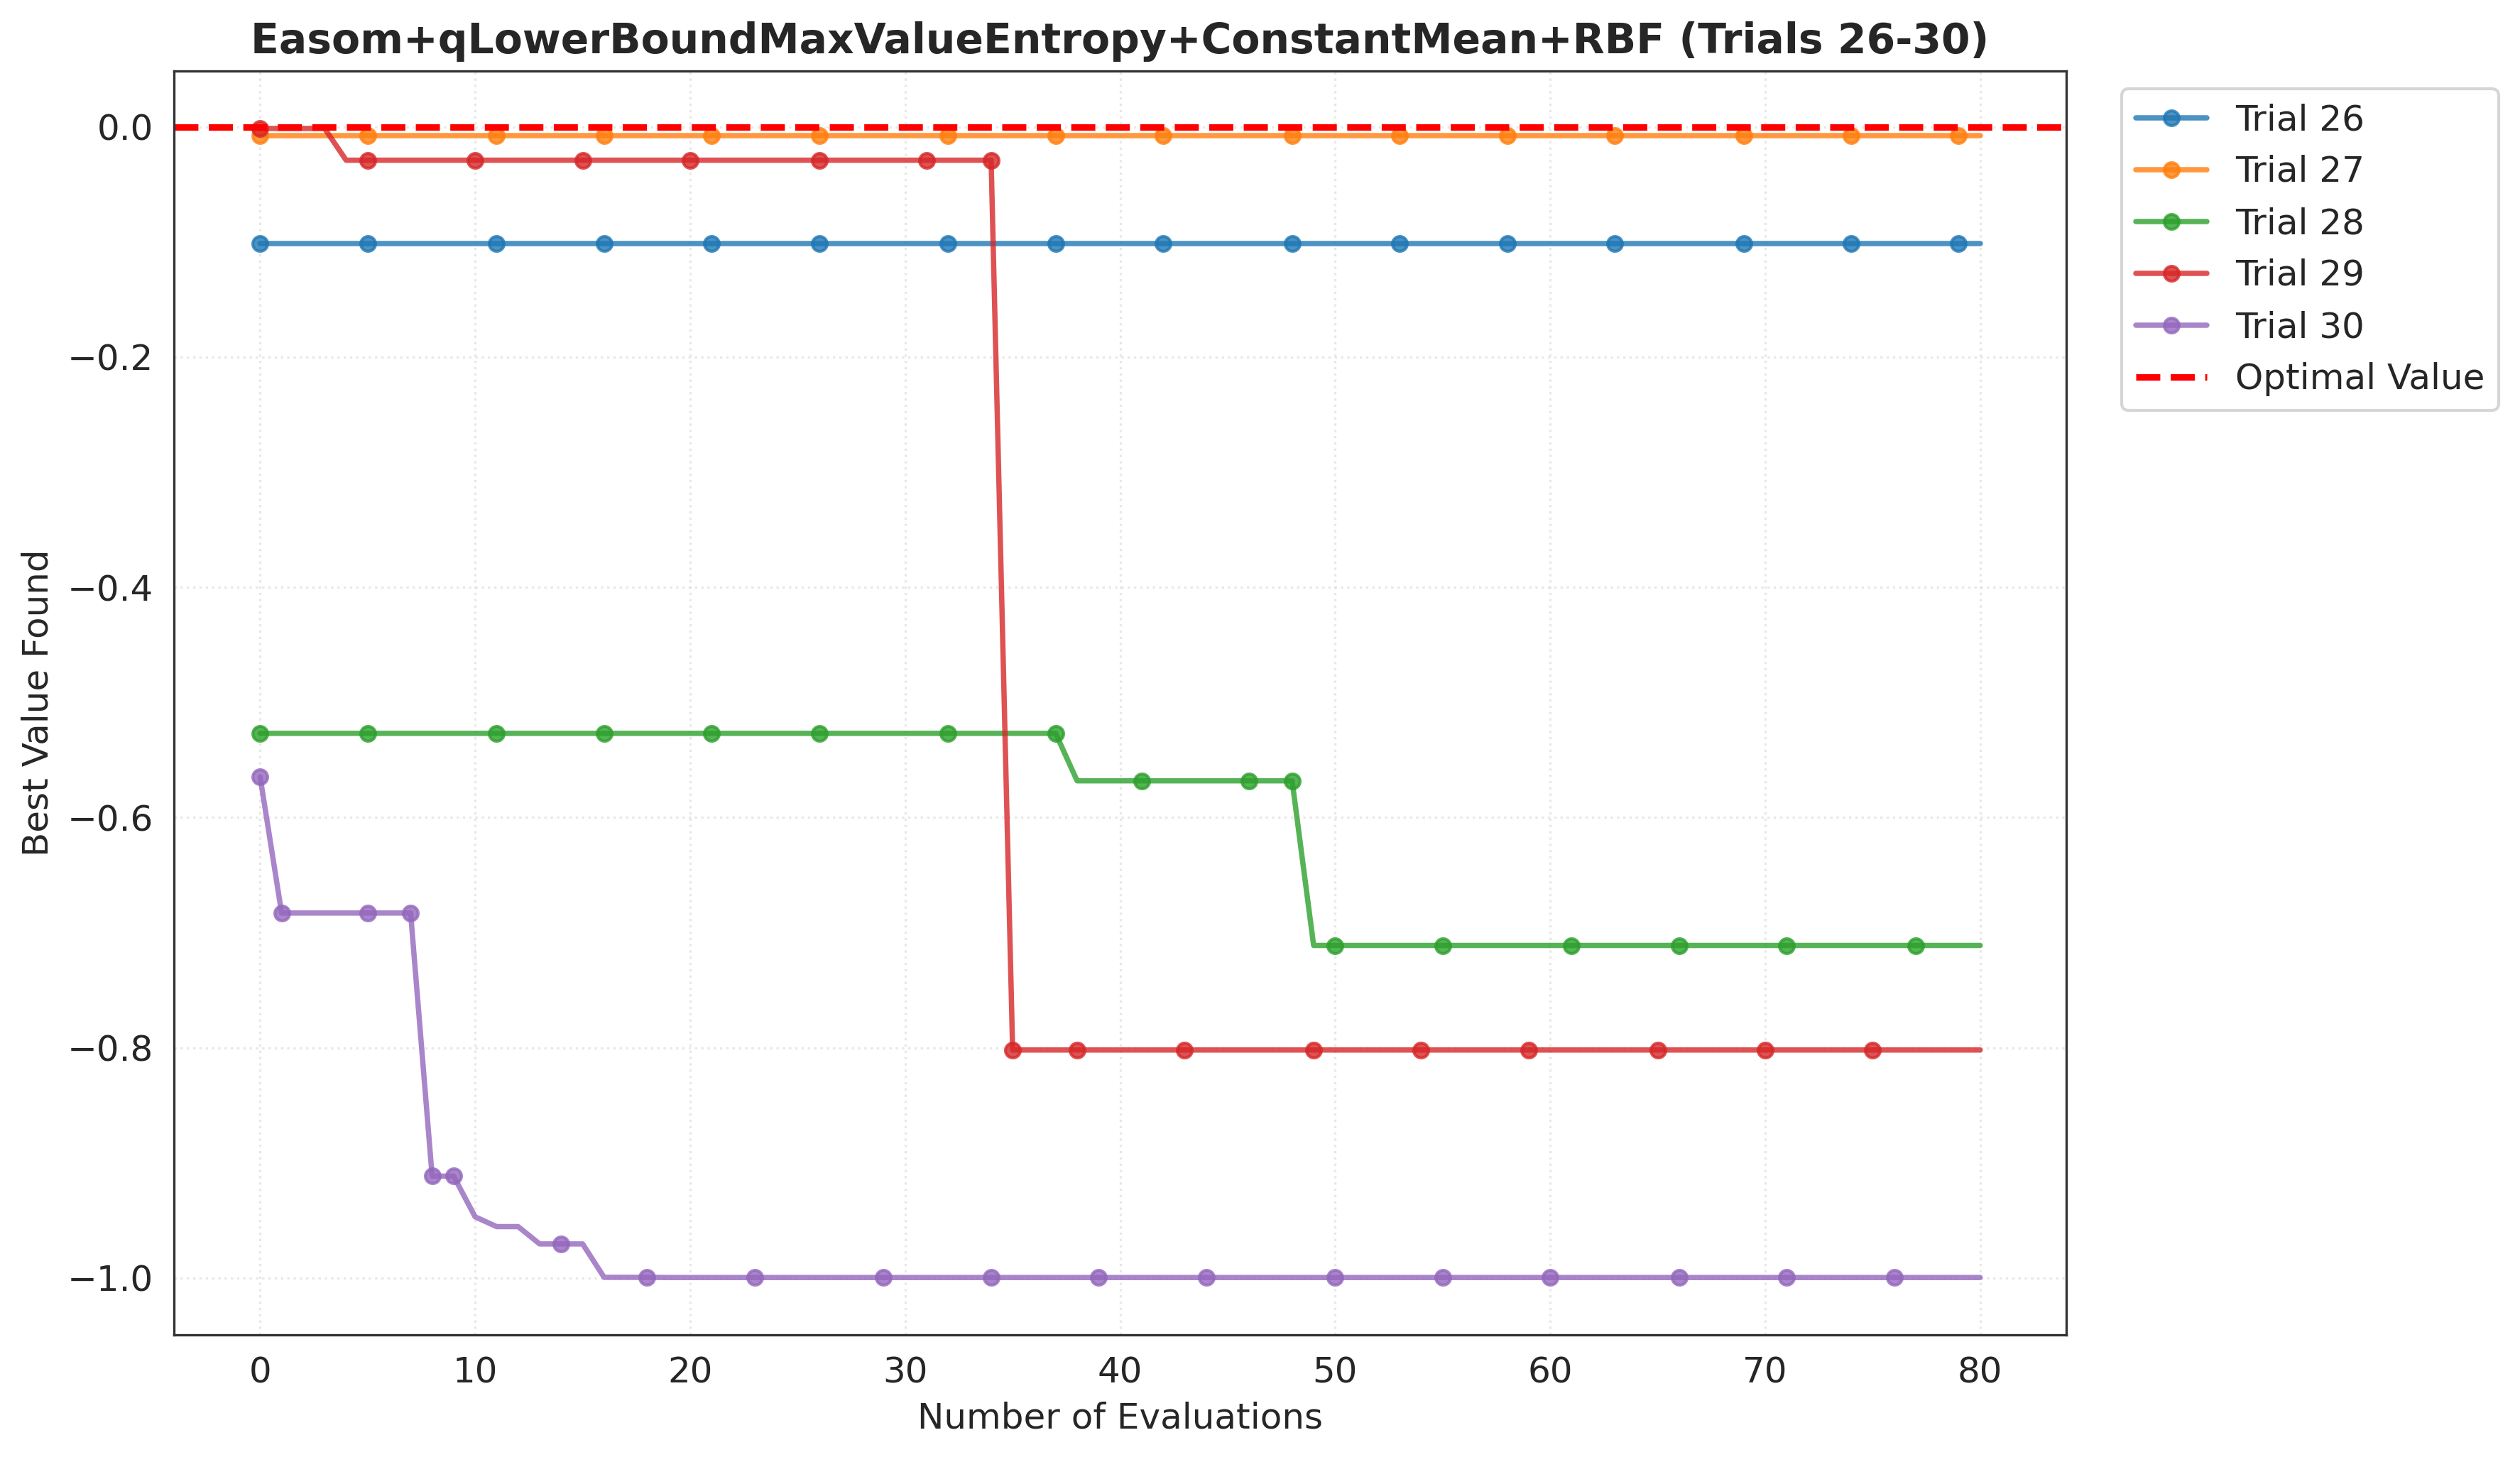 Easom+qLowerBoundMaxValueEntropy+ConstantMean+RBF (Trials 26-30)
Best Value Found
0.0
−0.2
−0.4
−0.6
−0.8
−1.0
0 10 20 30 40 50 60 70 80
Number of Evaluations
Trial 26
Trial 27
Trial 28
Trial 29
Trial 30
Optimal Value